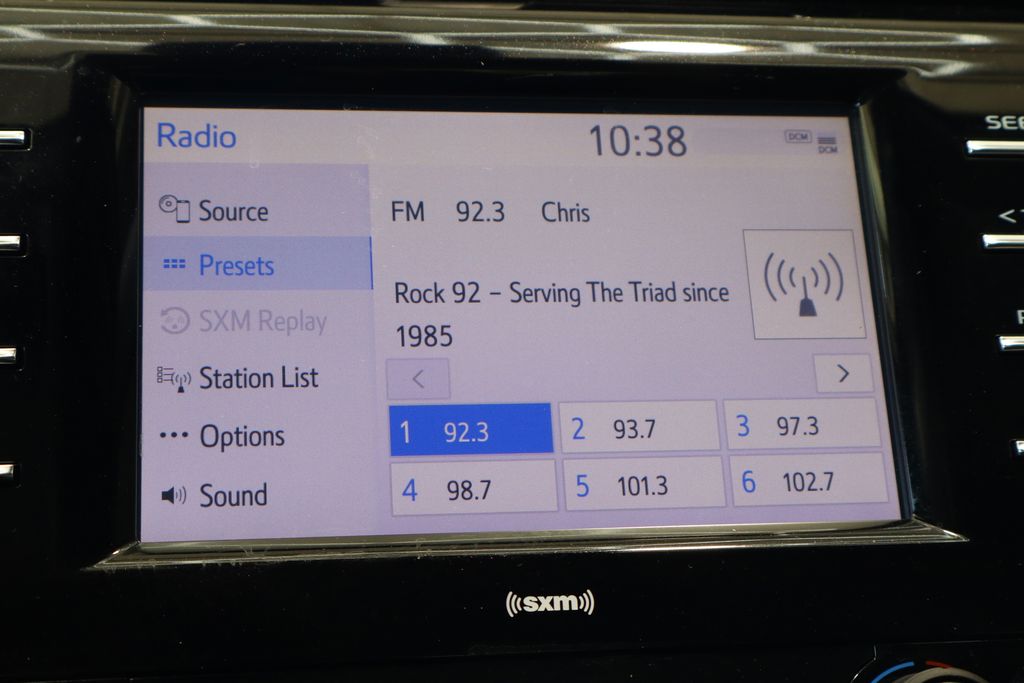 Radio
10:38
DCM
DCM
Source
FM 92.3 Chris
Presets
Rock 92 – Serving The Triad since
1985
SXM Replay
Station List
<
>
Options
1 92.3
2 93.7
3 97.3
Sound
4 98.7
5 101.3
6 102.7
((sxm))